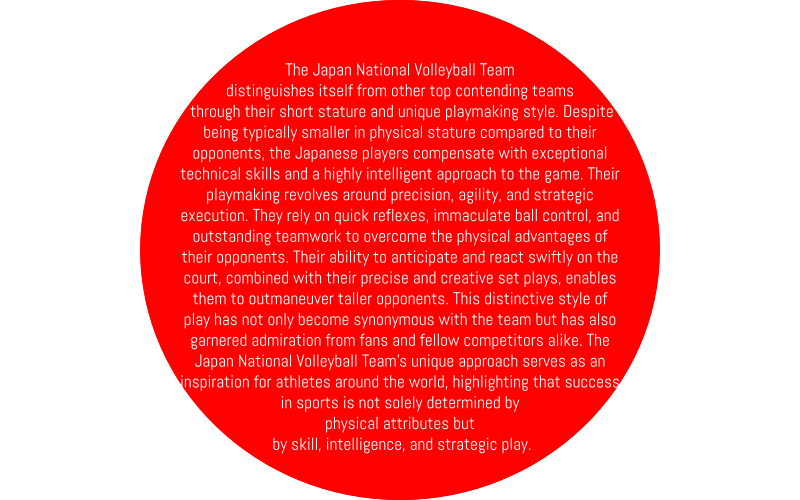 The Japan National Volleyball Team
distinguishes itself from other top contending teams
through their short stature and unique playmaking style. Despite
being typically smaller in physical stature compared to their
opponents, the Japanese players compensate with exceptional
technical skills and a highly intelligent approach to the game. Their
playmaking revolves around precision, agility, and strategic
execution. They rely on quick reflexes, immaculate ball control, and
outstanding teamwork to overcome the physical advantages of
their opponents. Their ability to anticipate and react swiftly on the
court, combined with their precise and creative set plays, enables
them to outmaneuver taller opponents. This distinctive style of
play has not only become synonymous with the team but has also
garnered admiration from fans and fellow competitors alike. The
Japan National Volleyball Team's unique approach serves as an
inspiration for athletes around the world, highlighting that success
in sports is not solely determined by
physical attributes but
by skill, intelligence, and strategic play.